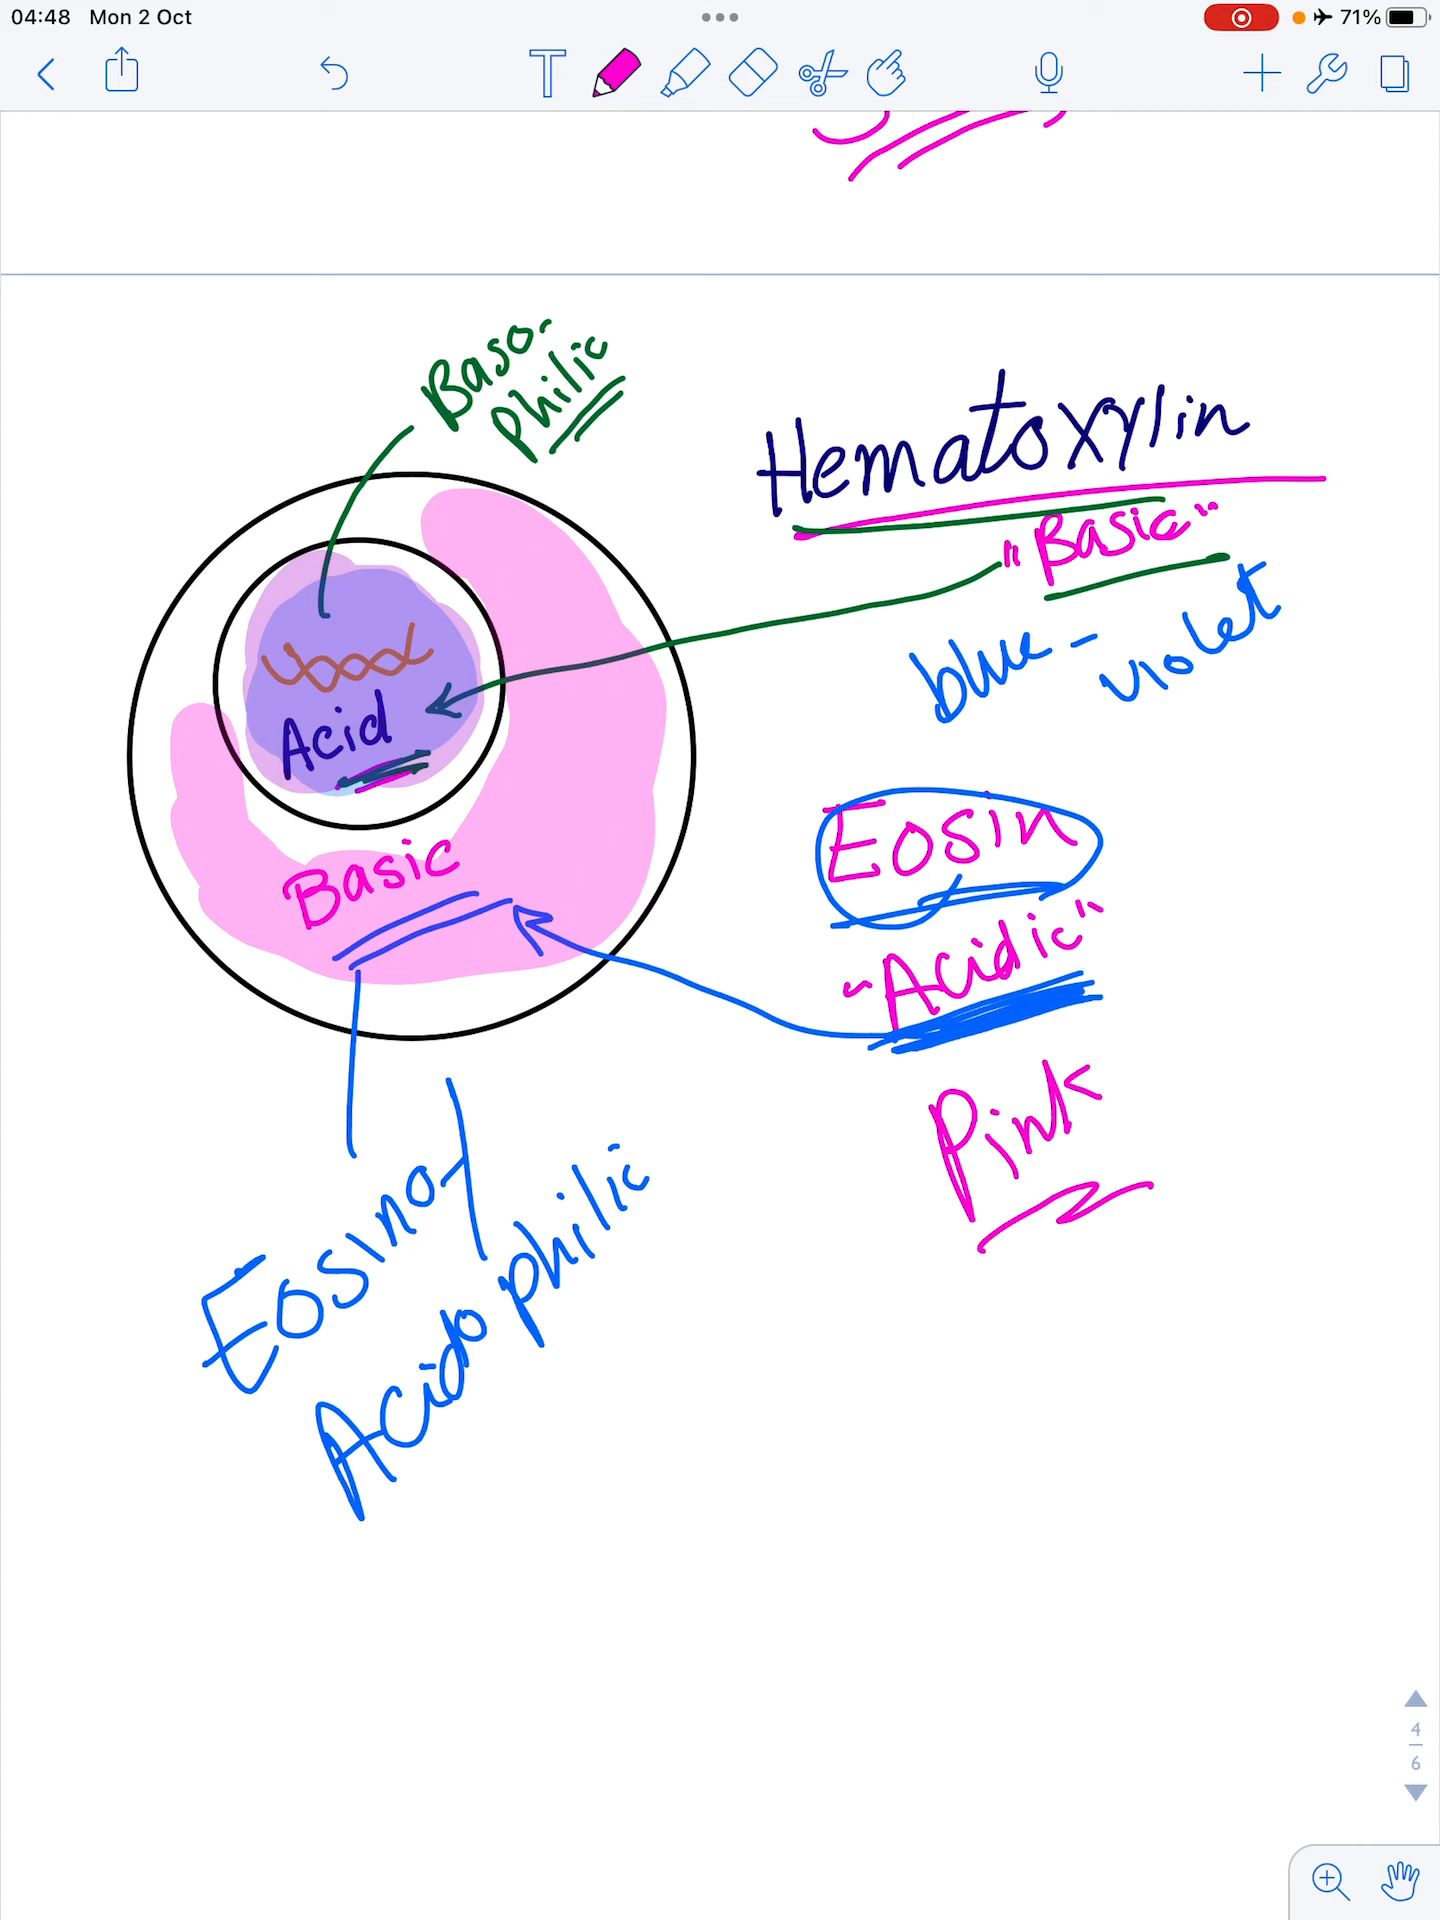 04:48 Mon 2 Oct
71%
T
Baso-
philic
Hematoxylin
"Basic"
blue-
violet
Acid
Eosin
Basic
"Acidic"
Pink
Eosino/
Acidophilic
4
6